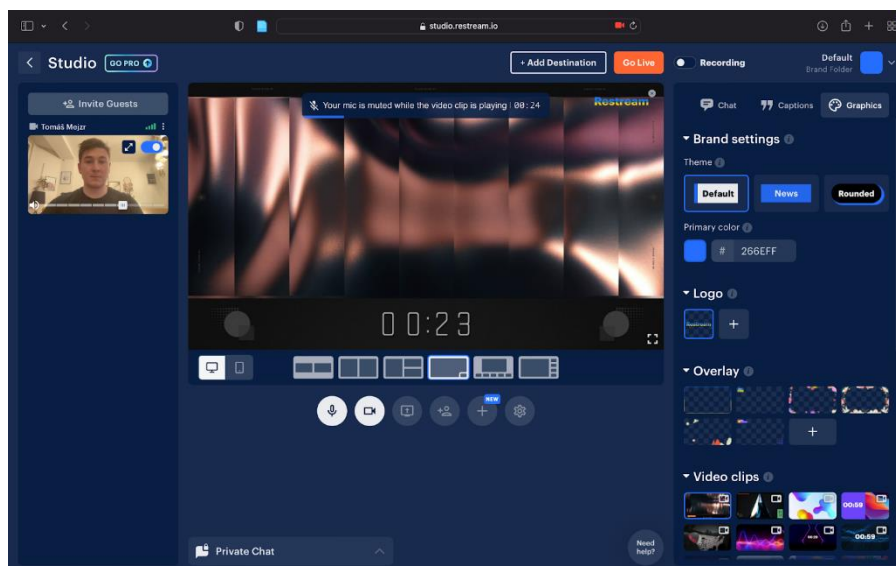 studio.restream.io
Studio
GO PRO
+ Add Destination
Go Live
Recording
Default
Brand Folder
Invite Guests
Tomáš Mejzr
Your mic is muted while the video clip is playing | 00:24
Restream
00:23
Chat
Captions
Graphics
Brand settings
Theme
Default
News
Rounded
Primary color
# 266EFF
Logo
Restream
+
Overlay
+
Video clips
00:59
00:59
NEW
Private Chat
Need
help?